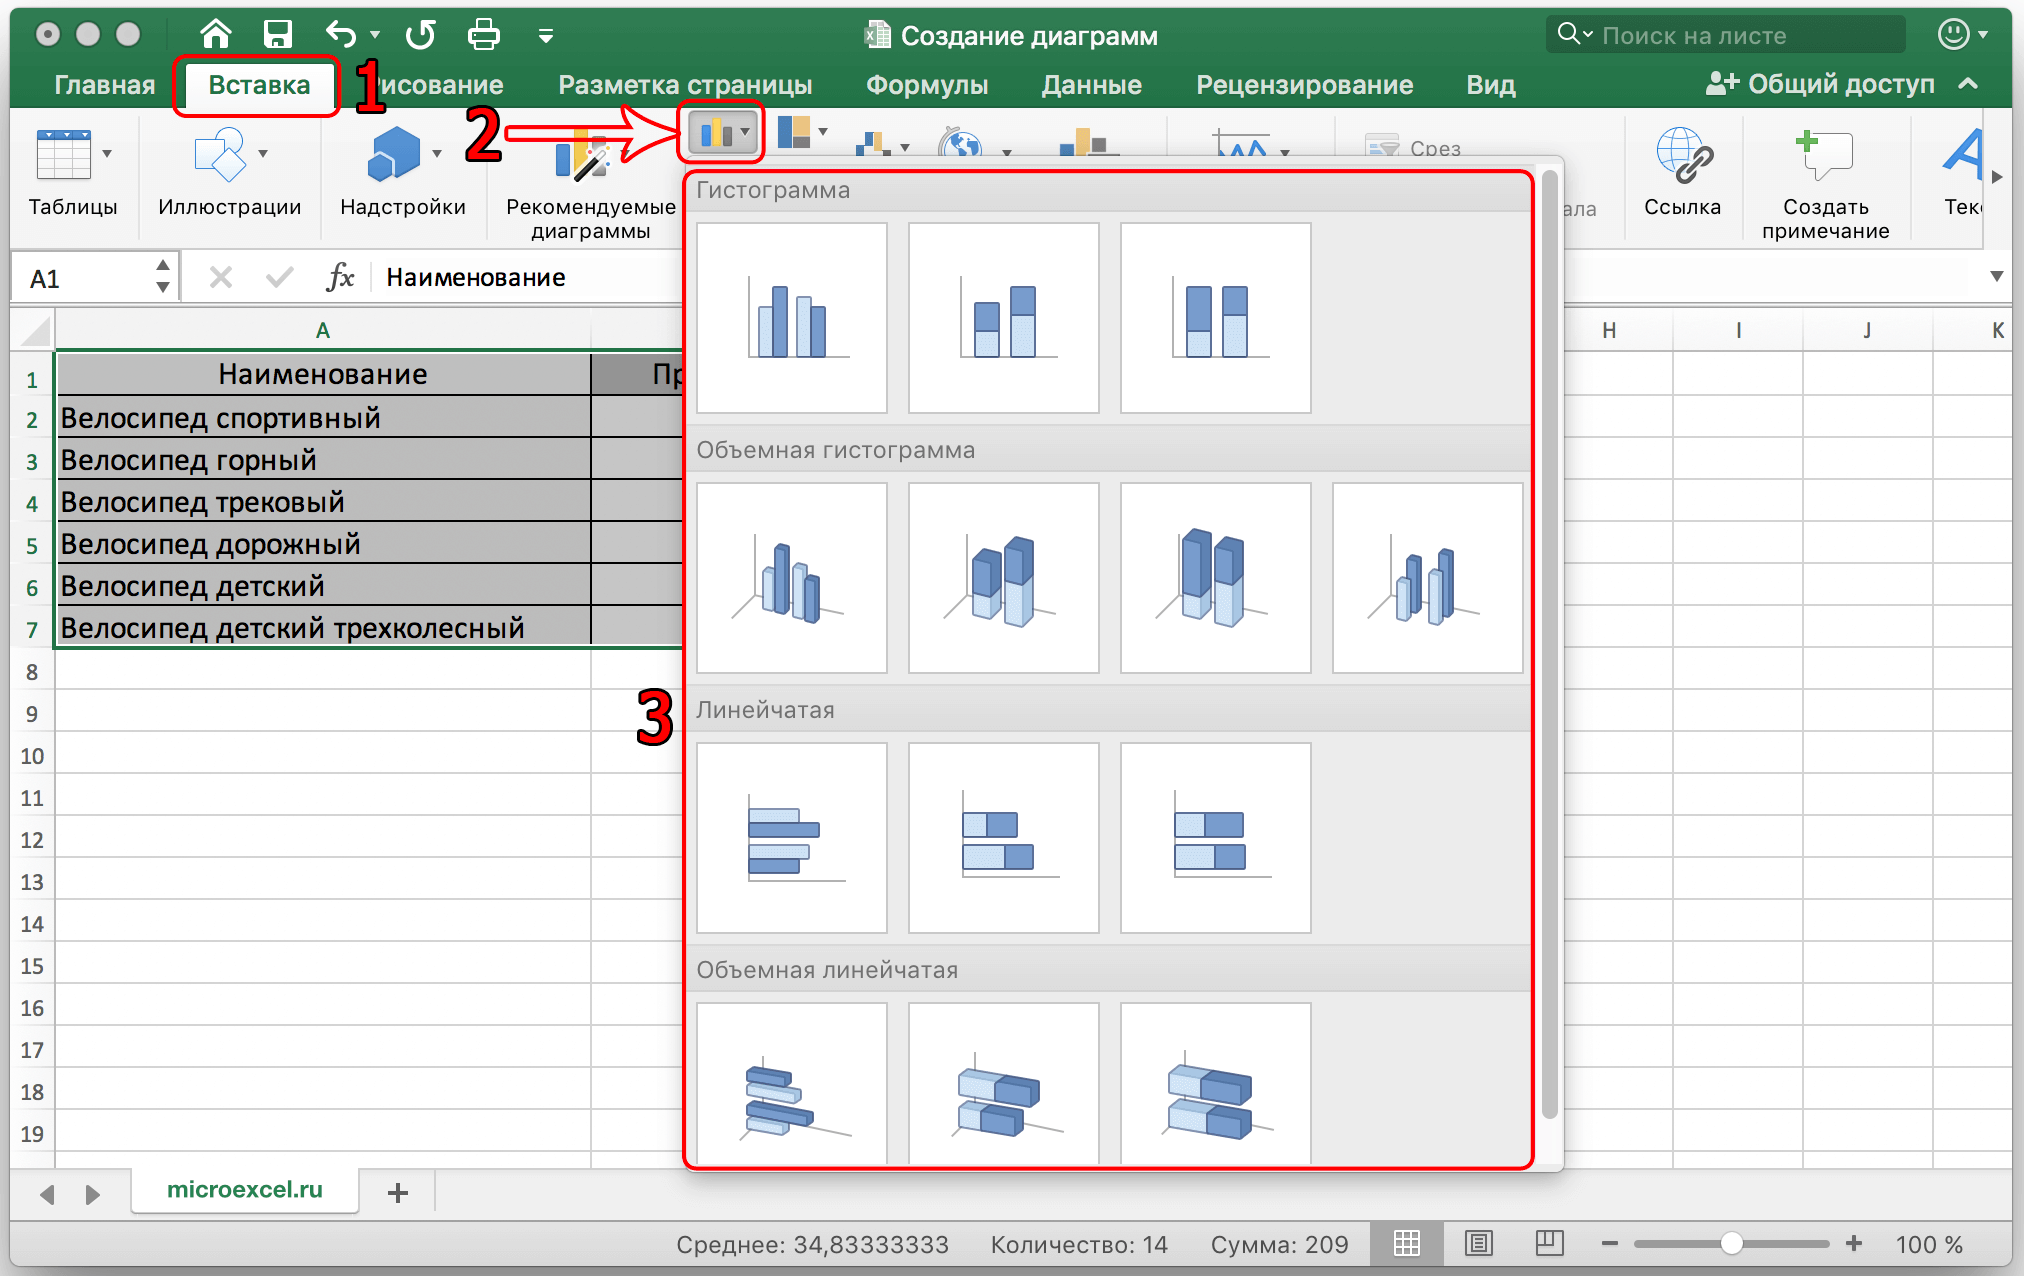 Создание диаграмм
Поиск на листе
Главная
Вставка
1
исование
Разметка страницы
Формулы
Данные
Рецензирование
Вид
Общий доступ
2
Таблицы
Иллюстрации
Надстройки
Рекомендуемые
диаграммы
Срез
ала
Ссылка
Создать
примечание
Тек
A1
fx
Наименование
A
H
I
J
K
1
Наименование
Пр
2
Велосипед спортивный
3
Велосипед горный
4
Велосипед трековый
5
Велосипед дорожный
6
Велосипед детский
7
Велосипед детский трехколесный
8
9
10
11
12
13
14
15
16
17
18
19
3
Гистограмма
Объемная гистограмма
Линейчатая
Объемная линейчатая
microexcel.ru
Среднее: 34,83333333
Количество: 14
Сумма: 209
100 %